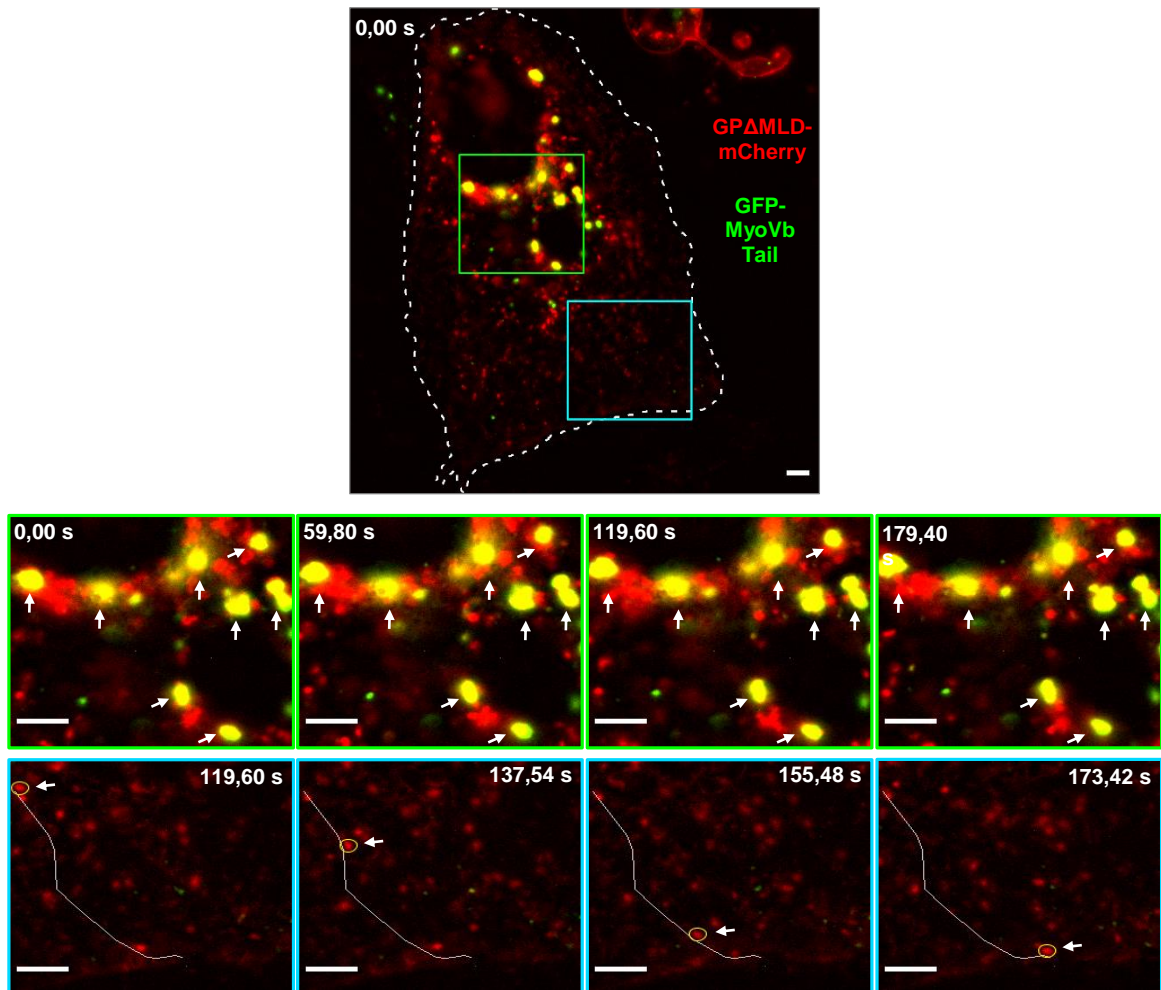 0,00 s
GPΔMLD-
mCherry
GFP-
MyoVb
Tail
0,00 s
59,80 s
119,60 s
179,40
s
119,60 s
137,54 s
155,48 s
173,42 s